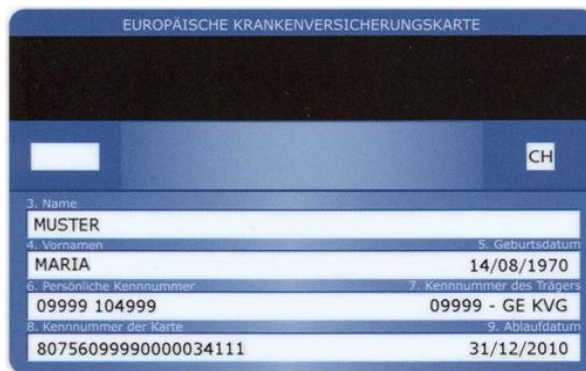 EUROPÄISCHE KRANKENVERSICHERUNGSKARTE
CH
3. Name
MUSTER
4. Vornamen 5. Geburtsdatum
MARIA 14/08/1970
6. Persönliche Kennnummer 7. Kennnummer des Trägers
09999 104999 09999 - GE KVG
8. Kennnummer der Karte 9. Ablaufdatum
80756099990000034111 31/12/2010